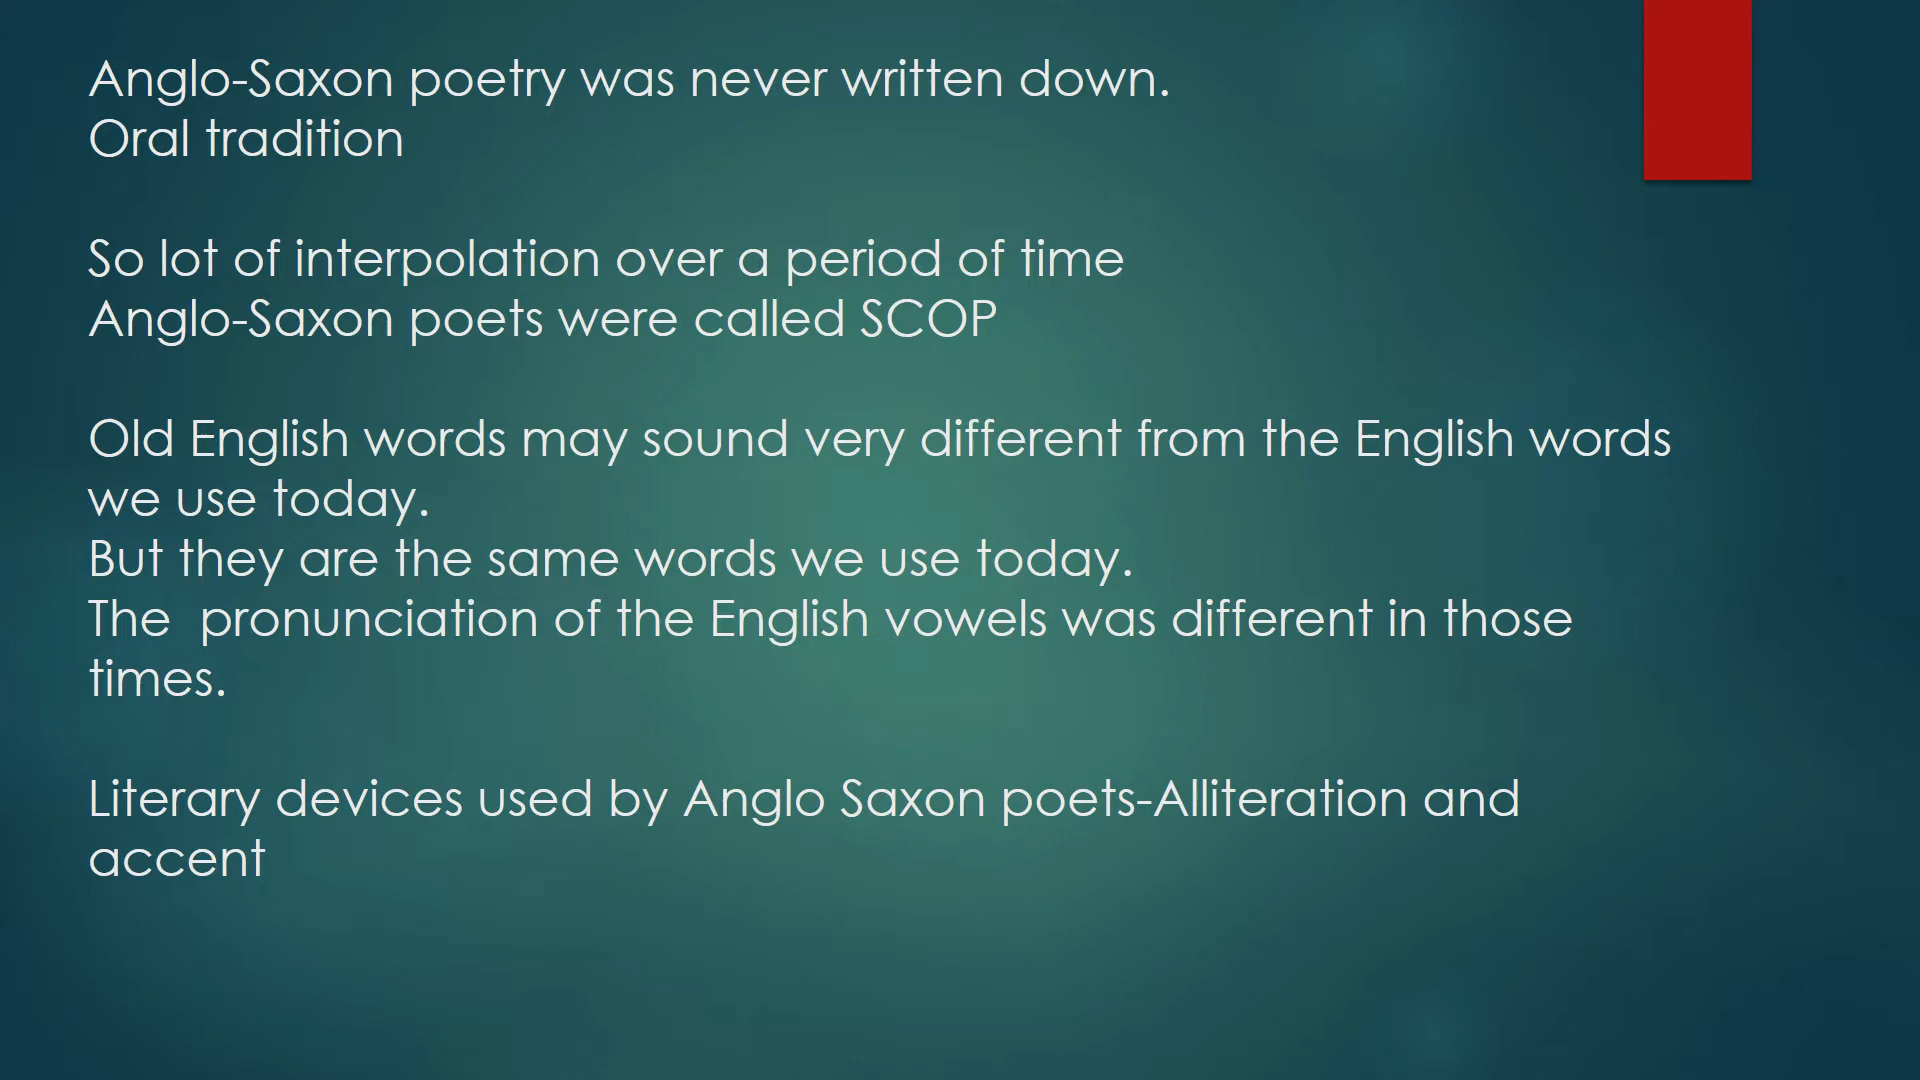 Anglo-Saxon poetry was never written down.
Oral tradition
So lot of interpolation over a period of time
Anglo-Saxon poets were called SCOP
Old English words may sound very different from the English words
we use today.
But they are the same words we use today.
The  pronunciation of the English vowels was different in those
times.
Literary devices used by Anglo Saxon poets-Alliteration and
accent